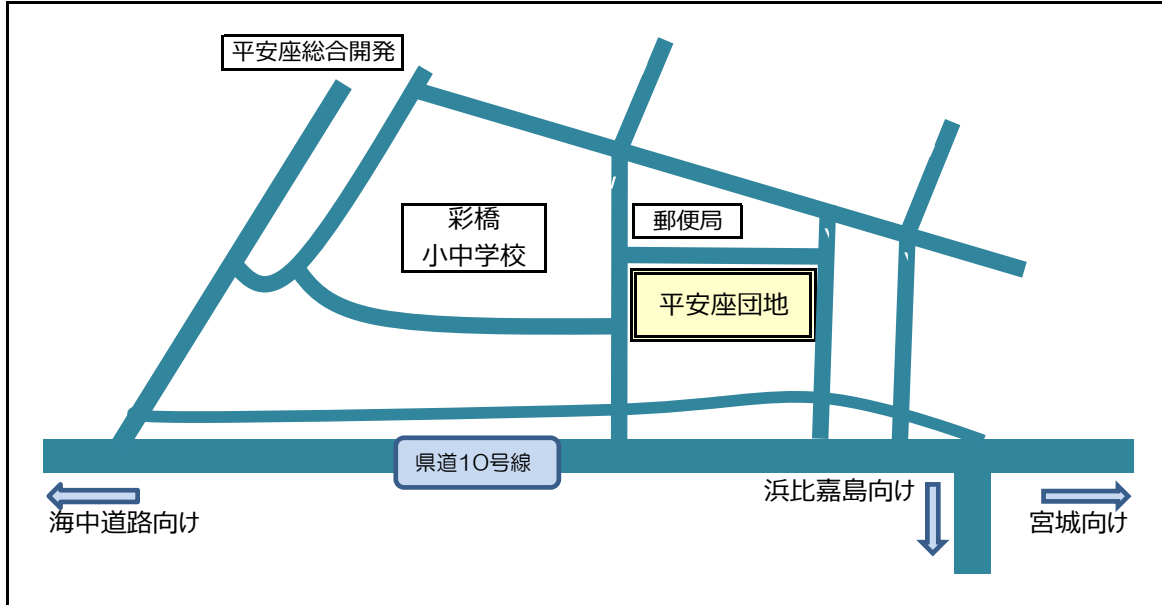 平安座総合開発
彩橋
小中学校
郵便局
平安座団地
県道10号線
海中道路向け
浜比嘉島向け
宮城向け